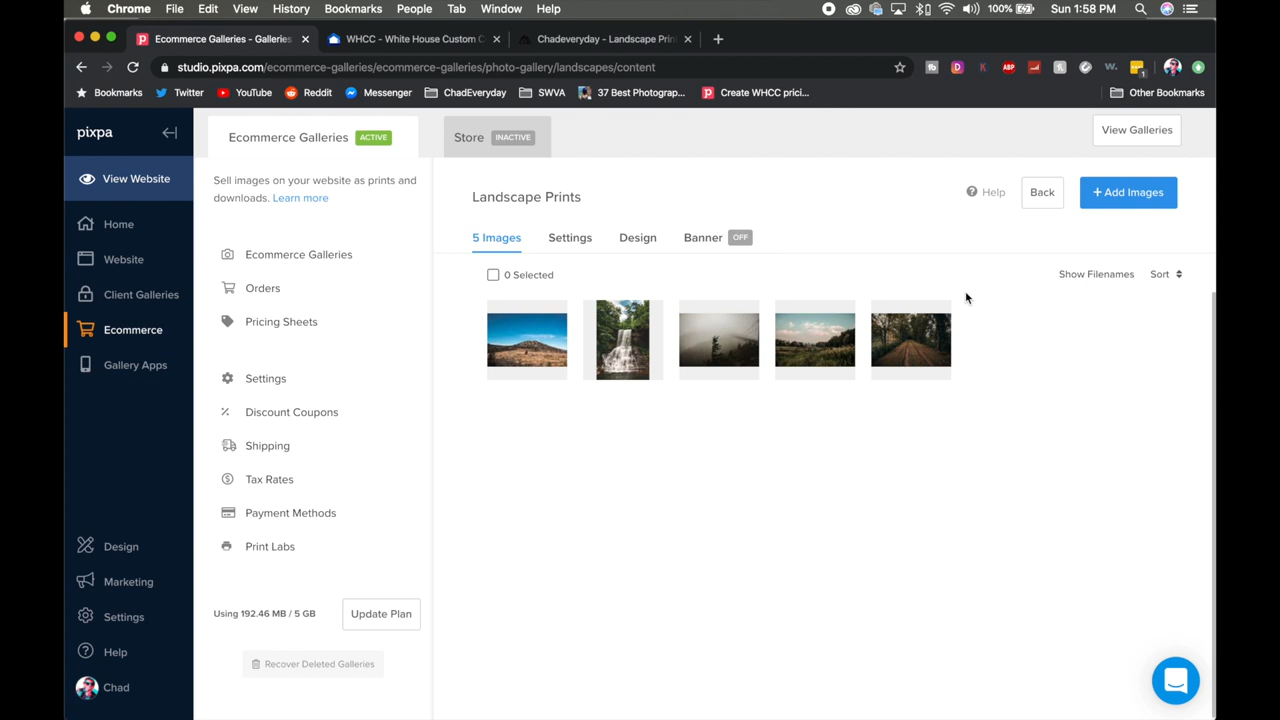 Chrome File Edit View History Bookmarks People Tab Window Help 100% Sun 1:58 PM
Ecommerce Galleries - Galleries × WHCC - White House Custom C × Chadeveryday - Landscape Prin × +
studio.pixpa.com/ecommerce-galleries/ecommerce-galleries/photo-gallery/landscapes/content
Bookmarks Twitter YouTube Reddit Messenger ChadEveryday SWVA 37 Best Photograp... Create WHCC prici... Other Bookmarks
pixpa
View Website
Home
Website
Client Galleries
Ecommerce
Gallery Apps
Design
Marketing
Settings
Help
Chad
Ecommerce Galleries ACTIVE
Store INACTIVE
View Galleries
Sell images on your website as prints and
downloads. Learn more
Ecommerce Galleries
Orders
Pricing Sheets
Settings
Discount Coupons
Shipping
Tax Rates
Payment Methods
Print Labs
Using 192.46 MB / 5 GB
Update Plan
Recover Deleted Galleries
Landscape Prints
Help
Back
+ Add Images
5 Images Settings Design Banner OFF
0 Selected
Show Filenames Sort